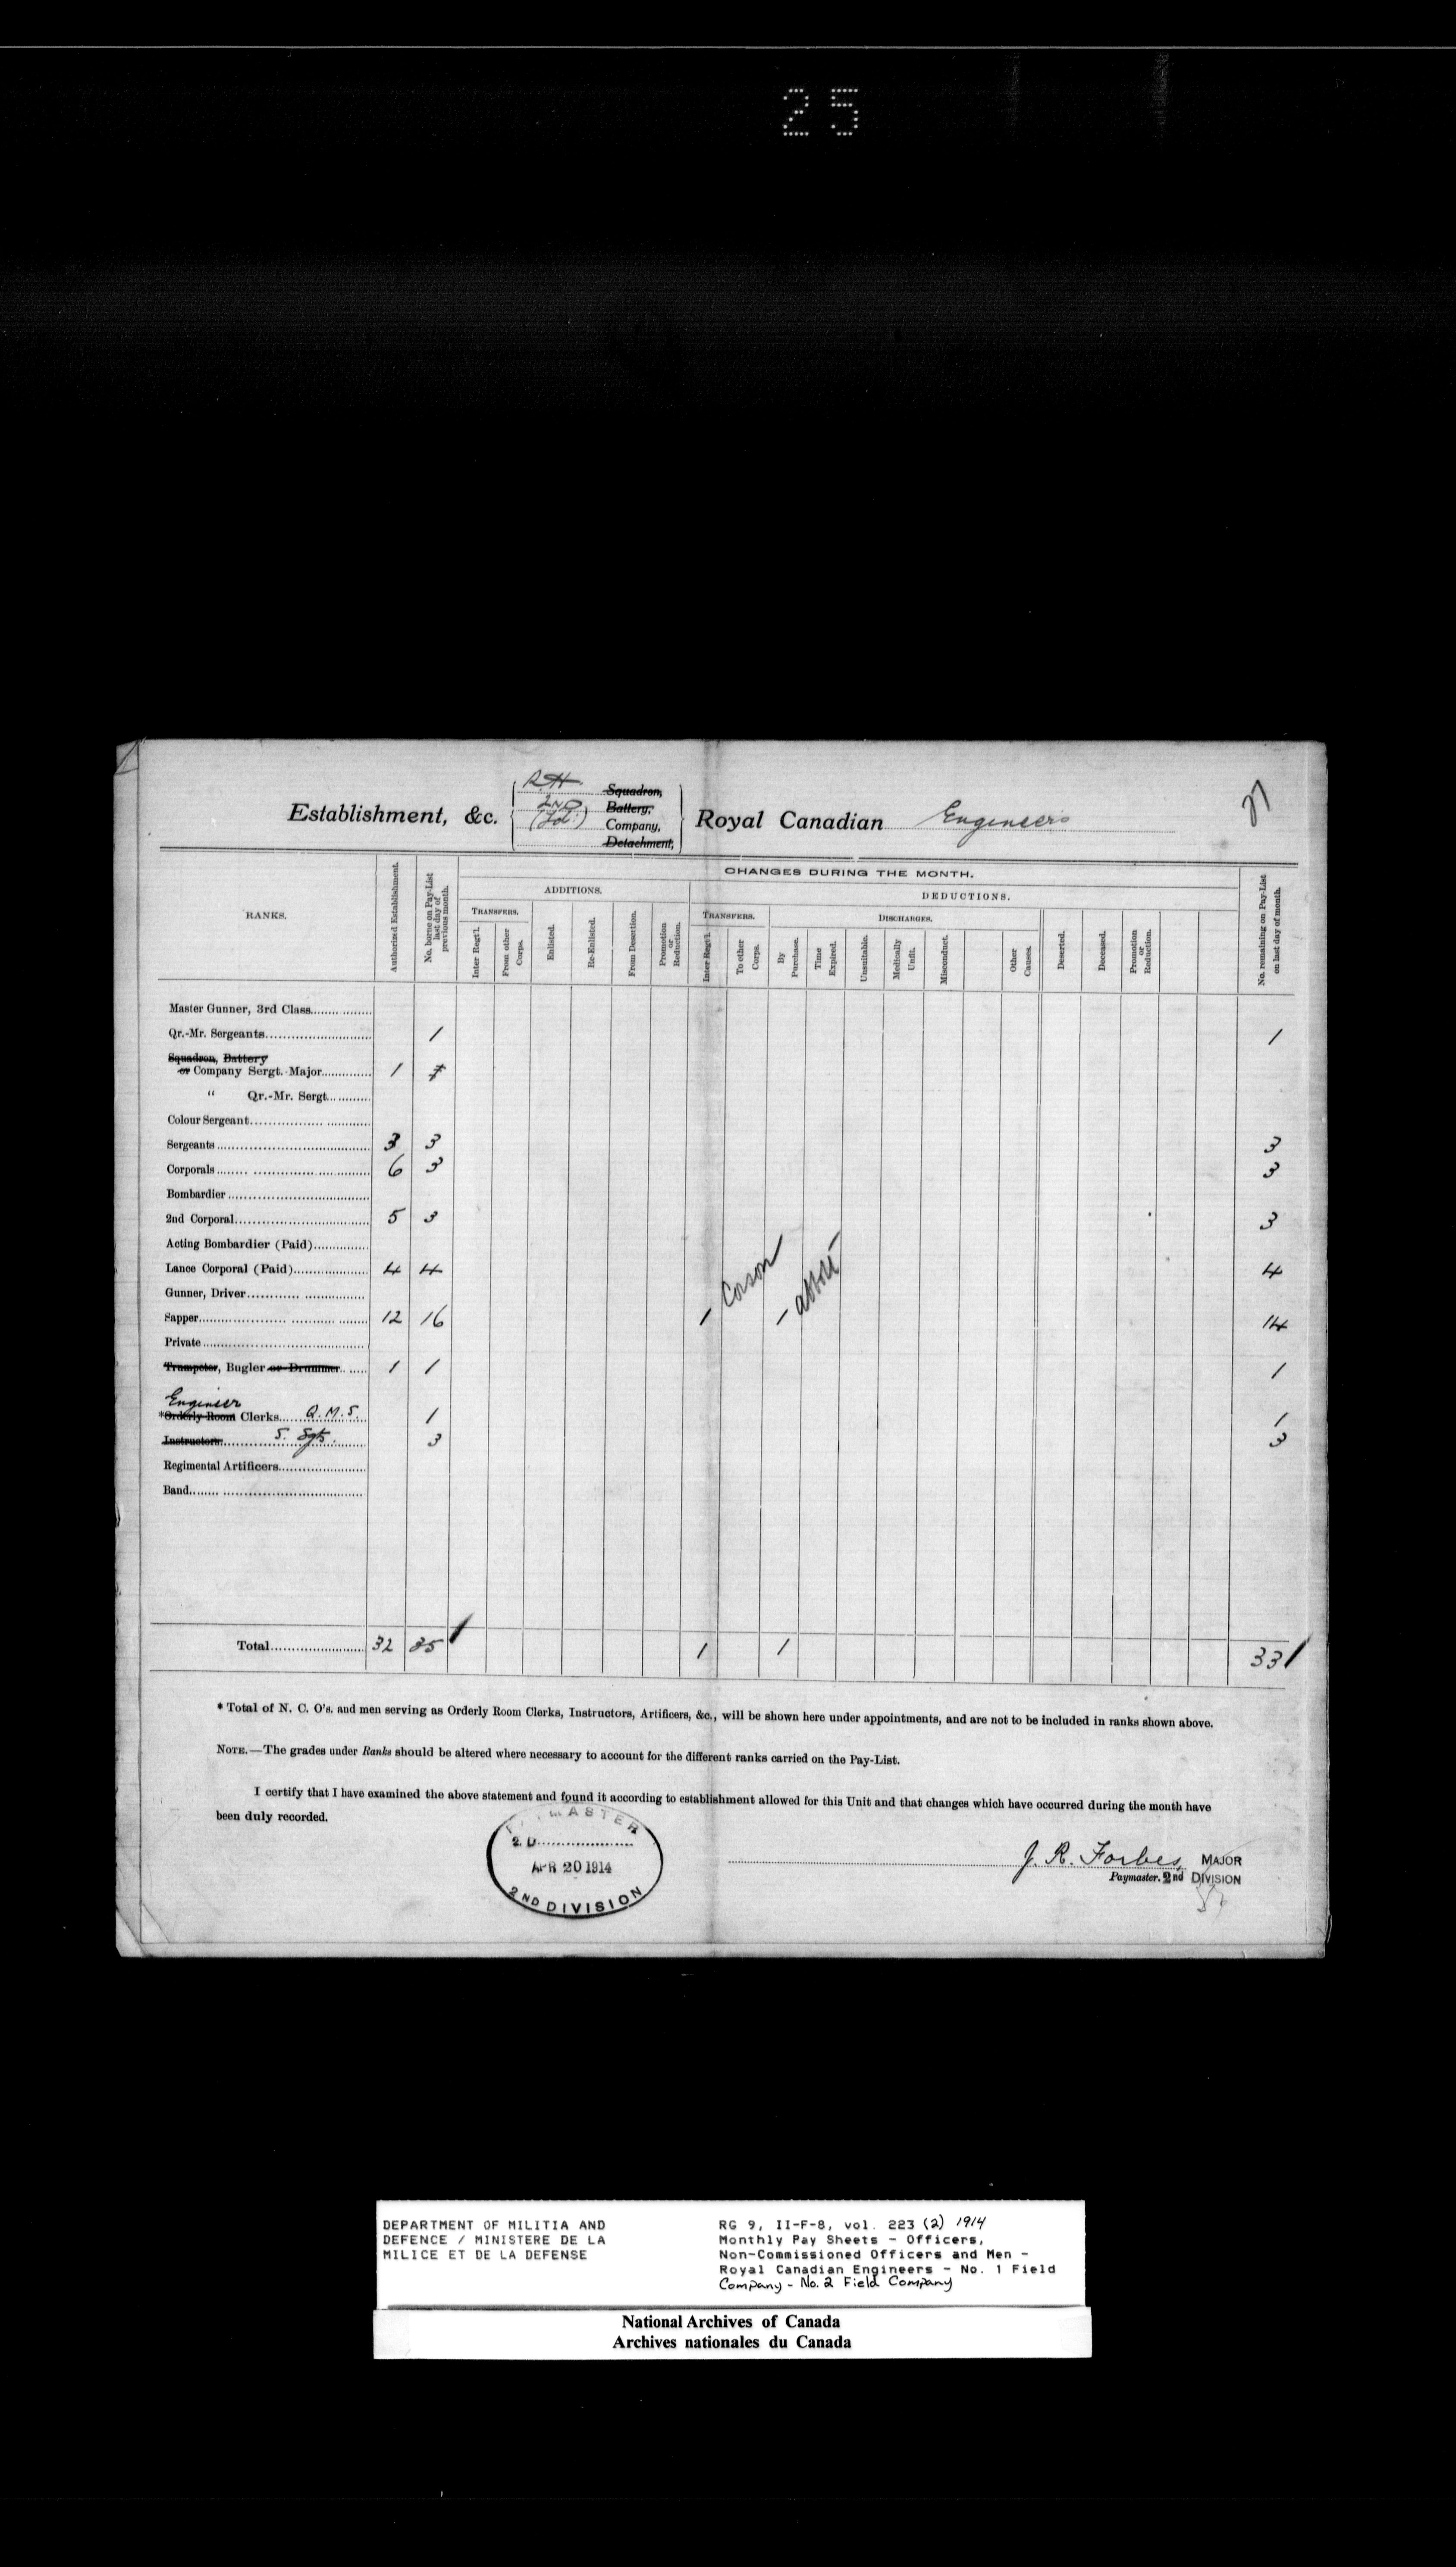 25
R.H. Squadron,
2ND Battery,
Establishment, &c. Company, Royal Canadian Engineers
Detachment,
RANKS.
Authorized Establishment.
No. borne on Pay-List last day of previous month.
CHANGES DURING THE MONTH.
ADDITIONS.
DEDUCTIONS.
TRANSFERS.
TRANSFERS.
DISCHARGES.
Inter Regt'l.
From other Corps.
Enlisted.
Re-Enlisted.
From Desertion.
Promotion or Reduction.
Inter Regt'l.
To other Corps.
By Purchase.
Time Expired.
Unsuitable.
Medically Unfit.
Misconduct.
Other Causes.
Deserted.
Deceased.
Promotion or Reduction.
No. remaining on Pay-List on last day of month.
Master Gunner, 3rd Class
Qr.-Mr. Sergeants 1 1
Squadron, Battery
or Company Sergt.-Major 1
" Qr.-Mr. Sergt.
Colour Sergeant
Sergeants 3 3 3
Corporals 6 3 3
Bombardier
2nd Corporal 5 3 3
Acting Bombardier (Paid)
Lance Corporal (Paid) 4 4 4
Gunner, Driver
Sapper 12 16 1 1 14
Private
Trumpeter, Bugler or Drummer 1 1 1
Engineer
*Orderly Room Clerks Q.M.S. 1 1
Instructors S. Sgts. 3 3
Regimental Artificers
Band
Total 32 35 1 1 33
* Total of N. C. O's. and men serving as Orderly Room Clerks, Instructors, Artificers, &c., will be shown here under appointments, and are not to be included in ranks shown above.
NOTE.—The grades under Ranks should be altered where necessary to account for the different ranks carried on the Pay-List.
I certify that I have examined the above statement and found it according to establishment allowed for this Unit and that changes which have occurred during the month have
been duly recorded.
APR 20 1914
2ND DIVISION
J. R. Forbes, MAJOR
Paymaster. 2nd DIVISION
DEPARTMENT OF MILITIA AND
DEFENCE / MINISTERE DE LA
MILICE ET DE LA DEFENSE
RG 9, II-F-8, vol. 223 (2) 1914
Monthly Pay Sheets - Officers,
Non-Commissioned Officers and Men -
Royal Canadian Engineers - No. 1 Field
Company - No. 2 Field Company
National Archives of Canada
Archives nationales du Canada